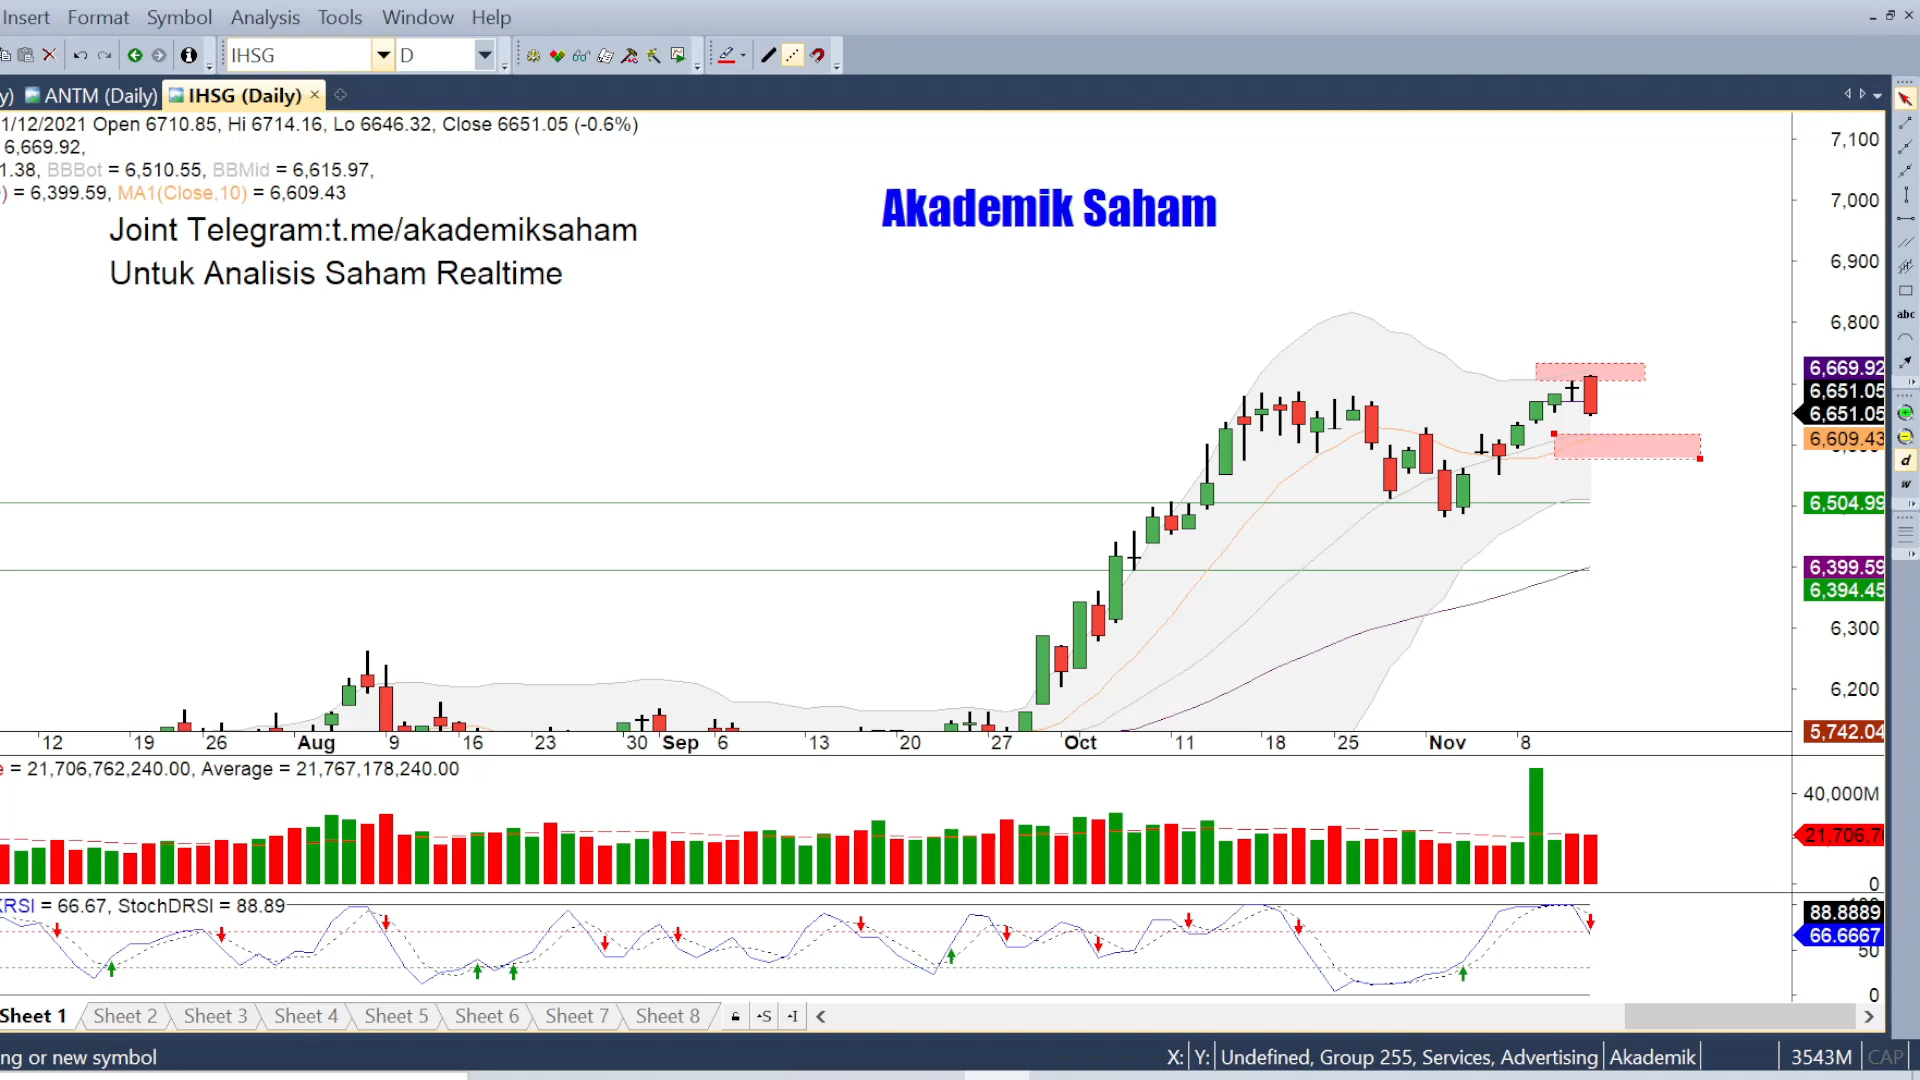 Insert Format Symbol Analysis Tools Window Help
IHSG D
y) ANTM (Daily) IHSG (Daily)
1/12/2021 Open 6710.85, Hi 6714.16, Lo 6646.32, Close 6651.05 (-0.6%)
6,669.92,
1.38, BBBot = 6,510.55, BBMid = 6,615.97,
) = 6,399.59, MA1(Close,10) = 6,609.43
Joint Telegram:t.me/akademiksaham
Untuk Analisis Saham Realtime
Akademik Saham
7,100
7,000
6,900
6,800
6,669.92
6,651.05
6,651.05
6,609.43
6,504.99
6,399.59
6,394.45
6,300
6,200
5,742.04
12 19 26 Aug 9 16 23 30 Sep 6 13 20 27 Oct 11 18 25 Nov 8
e = 21,706,762,240.00, Average = 21,767,178,240.00
40,000M
21,706,7
0
KRSI = 66.67, StochDRSI = 88.89
88.8889
66.6667
50
0
abc
d
w
Sheet 1 Sheet 2 Sheet 3 Sheet 4 Sheet 5 Sheet 6 Sheet 7 Sheet 8 S I
ng or new symbol X: Y: Undefined, Group 255, Services, Advertising Akademik 3543M CAP